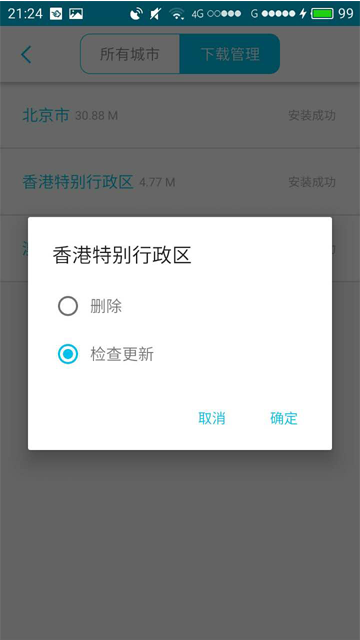 21:24 4G G 99
所有城市 下载管理
北京市 30.88 M 安装成功
香港特别行政区 4.77 M 安装成功
香港特别行政区
删除
检查更新
取消 确定